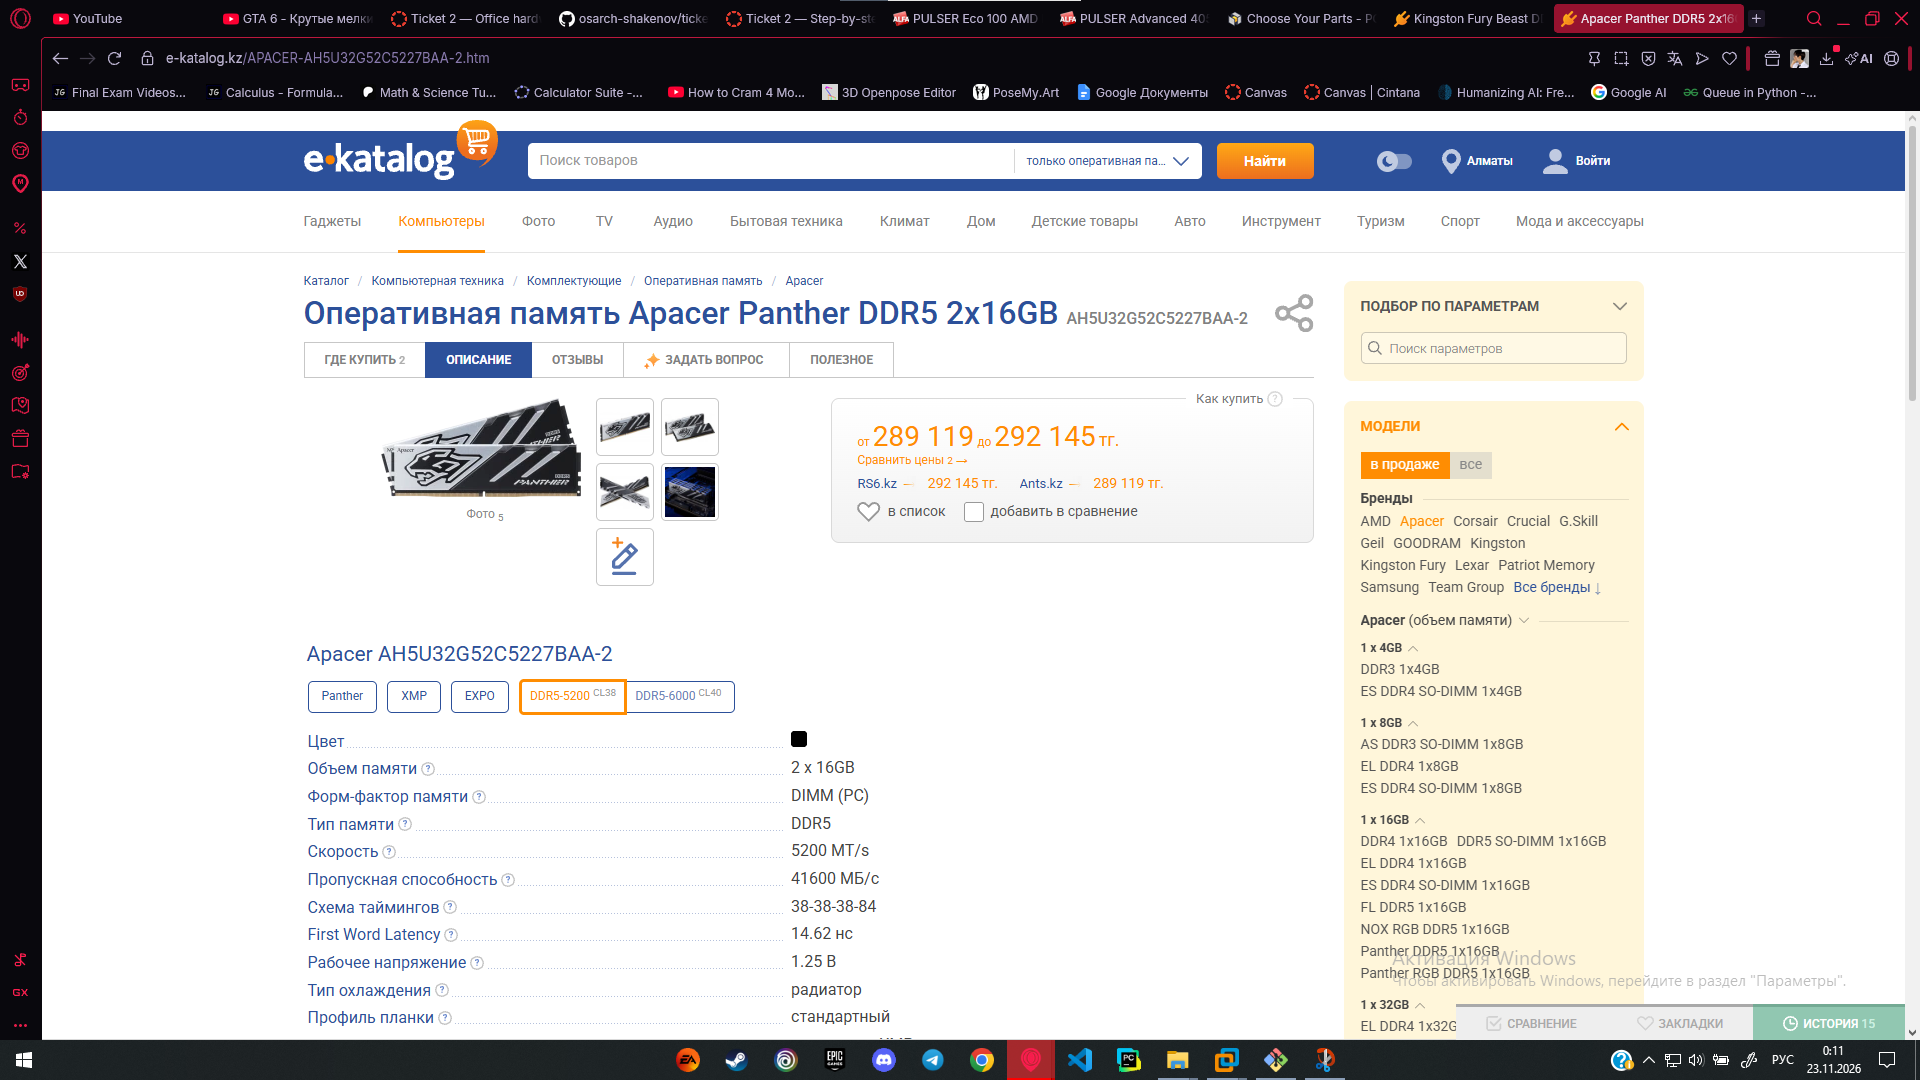 YouTube
GTA 6 - Крутые мелки
Ticket 2 — Office hard
osarch-shakenov/ticke
Ticket 2 — Step-by-ste
PULSER Eco 100 AMD
PULSER Advanced 405
Choose Your Parts - PC
Kingston Fury Beast D
Apacer Panther DDR5 2x16
e-katalog.kz/APACER-AH5U32G52C5227BAA-2.htm
AI
Final Exam Videos...
Calculus - Formula...
Math & Science Tu...
Calculator Suite -...
How to Cram 4 Mo...
3D Openpose Editor
PoseMy.Art
Google Документы
Canvas
Canvas | Cintana
Humanizing AI: Fre...
Google AI
Queue in Python -...
e-katalog
Поиск товаров
только оперативная па...
Найти
Алматы
Войти
Гаджеты
Компьютеры
Фото
TV
Аудио
Бытовая техника
Климат
Дом
Детские товары
Авто
Инструмент
Туризм
Спорт
Мода и аксессуары
Каталог / Компьютерная техника / Комплектующие / Оперативная память / Apacer
Оперативная память Apacer Panther DDR5 2x16GB AH5U32G52C5227BAA-2
ГДЕ КУПИТЬ 2
ОПИСАНИЕ
ОТЗЫВЫ
ЗАДАТЬ ВОПРОС
ПОЛЕЗНОЕ
Фото 5
Как купить ?
от 289 119 до 292 145 тг.
Сравнить цены 2 →
RS6.kz — 292 145 тг. Ants.kz — 289 119 тг.
в список
добавить в сравнение
Apacer AH5U32G52C5227BAA-2
Panther
XMP
EXPO
DDR5-5200 CL38
DDR5-6000 CL40
Цвет
Объем памяти ? 2 x 16GB
Форм-фактор памяти ? DIMM (PC)
Тип памяти ? DDR5
Скорость ? 5200 МТ/s
Пропускная способность ? 41600 МБ/с
Схема таймингов ? 38-38-38-84
First Word Latency ? 14.62 нс
Рабочее напряжение ? 1.25 В
Тип охлаждения ? радиатор
Профиль планки ? стандартный
ПОДБОР ПО ПАРАМЕТРАМ
Поиск параметров
МОДЕЛИ
в продаже все
Бренды
AMD Apacer Corsair Crucial G.Skill
Geil GOODRAM Kingston
Kingston Fury Lexar Patriot Memory
Samsung Team Group Все бренды ↓
Apacer (объем памяти)
1 x 4GB
DDR3 1x4GB
ES DDR4 SO-DIMM 1x4GB
1 x 8GB
AS DDR3 SO-DIMM 1x8GB
EL DDR4 1x8GB
ES DDR4 SO-DIMM 1x8GB
1 x 16GB
DDR4 1x16GB DDR5 SO-DIMM 1x16GB
EL DDR4 1x16GB
ES DDR4 SO-DIMM 1x16GB
FL DDR5 1x16GB
NOX RGB DDR5 1x16GB
Panther DDR5 1x16GB
Panther RGB DDR5 1x16GB
1 x 32GB
EL DDR4 1x32G
Активация Windows
Чтобы активировать Windows, перейдите в раздел "Параметры".
СРАВНЕНИЕ
ЗАКЛАДКИ
ИСТОРИЯ 15
GX
РУС
0:11
23.11.2026